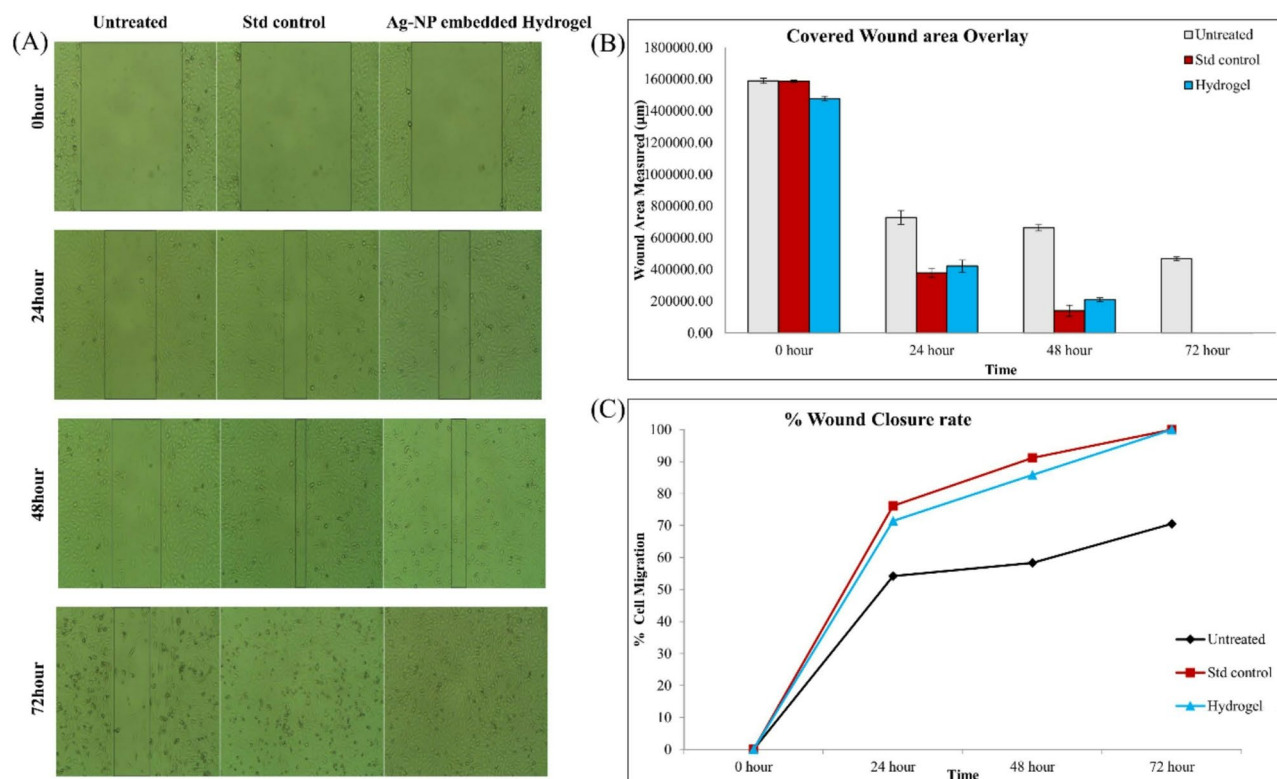 (A)
Untreated Std control Ag-NP embedded Hydrogel
0hour
24hour
48hour
72hour
(B)
Covered Wound area Overlay
Untreated
Std control
Hydrogel
Wound Area Measured (µm)
1800000.00
1600000.00
1400000.00
1200000.00
1000000.00
800000.00
600000.00
400000.00
200000.00
0.00
0 hour 24 hour 48 hour 72 hour
Time
(C)
% Wound Closure rate
% Cell Migration
100
90
80
70
60
50
40
30
20
10
0
Untreated
Std control
Hydrogel
0 hour 24 hour 48 hour 72 hour
Time